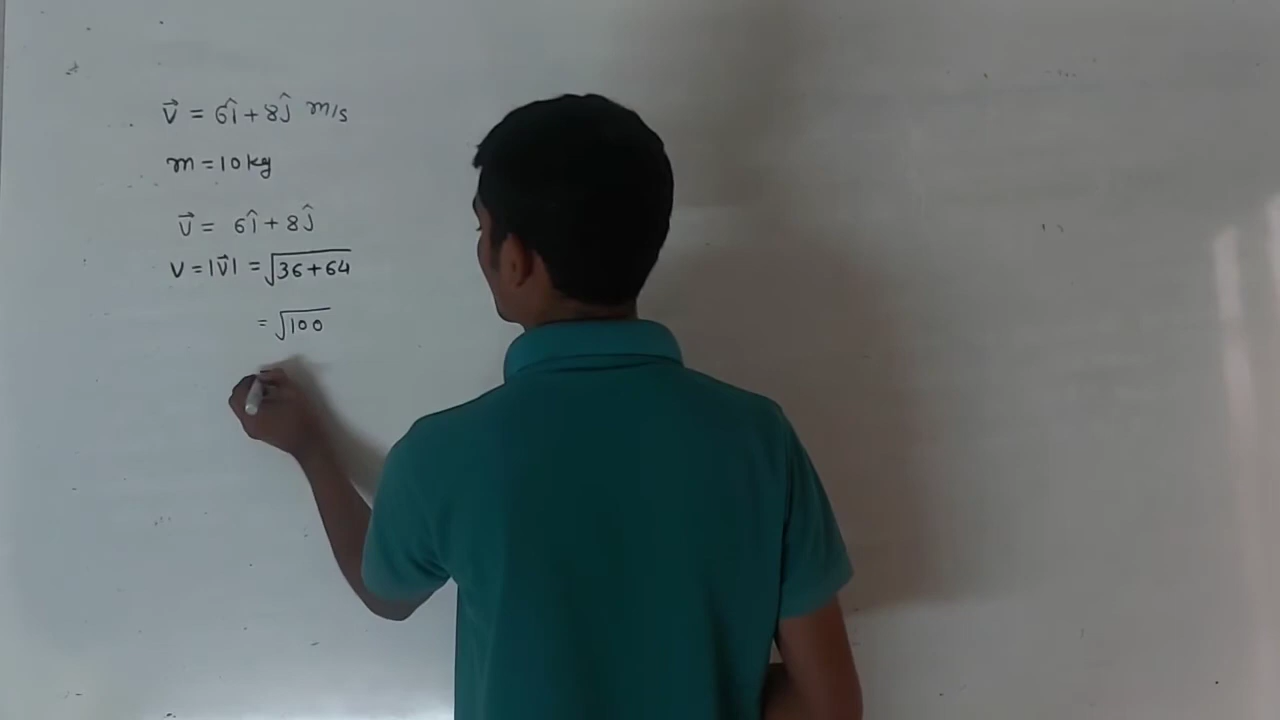 v⃗ = 6î + 8ĵ m/s
m = 10 kg
v⃗ = 6î + 8ĵ
v = |v⃗| = √36 + 64
= √100